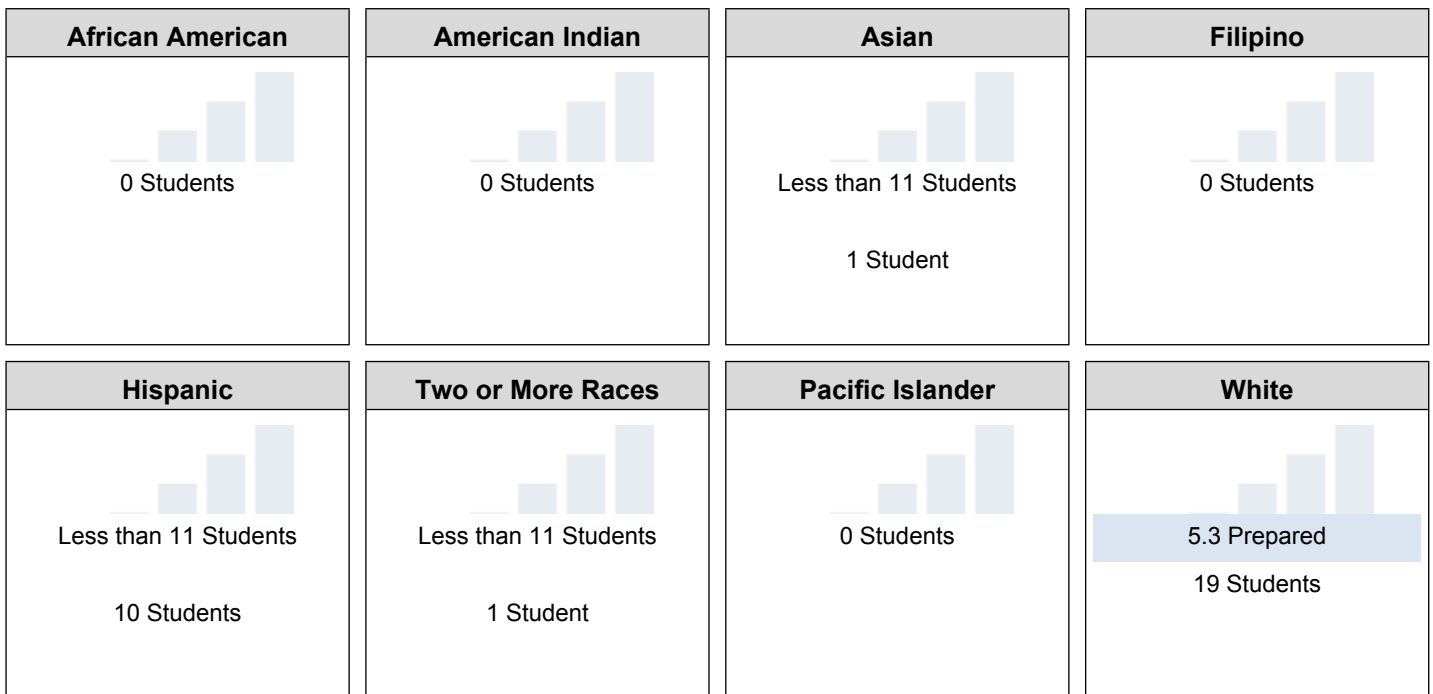 African American
0 Students
American Indian
0 Students
Asian
Less than 11 Students
1 Student
Filipino
0 Students
Hispanic
Less than 11 Students
10 Students
Two or More Races
Less than 11 Students
1 Student
Pacific Islander
0 Students
White
5.3 Prepared
19 Students